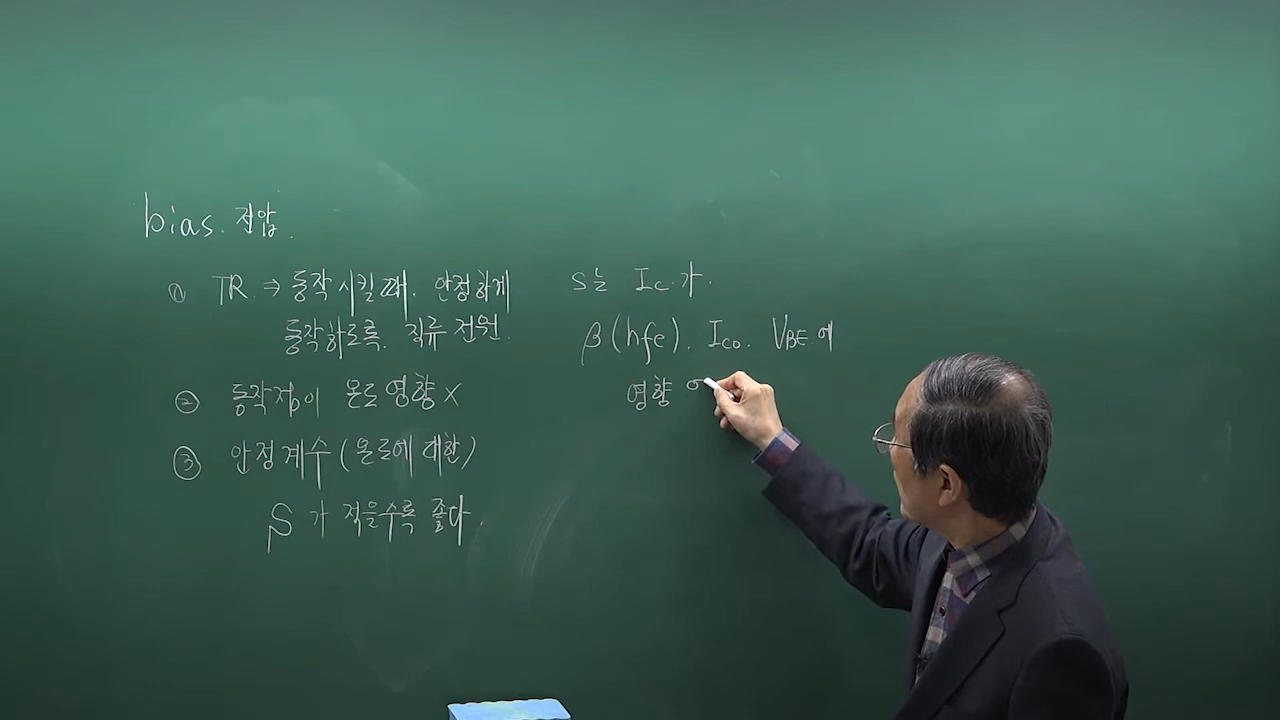 bias. 전압.
① TR. ⇒ 동작시킬 때. 안정하게
동작하도록. 직류 전원.
② 동작점이 온도 영향 X
③ 안정계수 (온도에 대한)
S가 적을수록 좋다.
S는 Ic.가.
β(hfe). Ico. VBE.에
영향